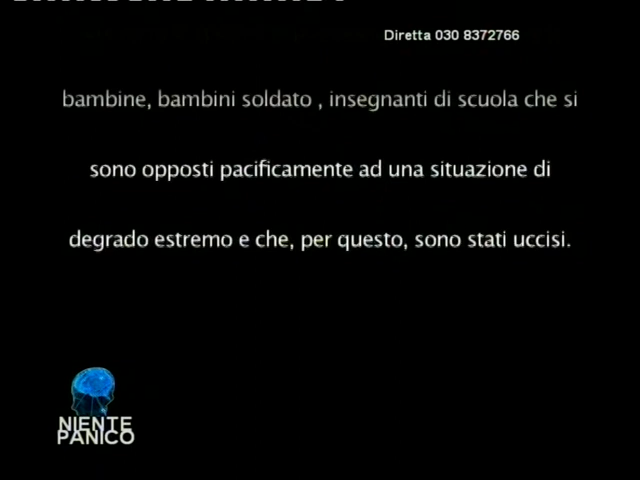 Diretta 030 8372766
bambine, bambini soldato , insegnanti di scuola che si
sono opposti pacificamente ad una situazione di
degrado estremo e che, per questo, sono stati uccisi.
NIENTE
PANICO